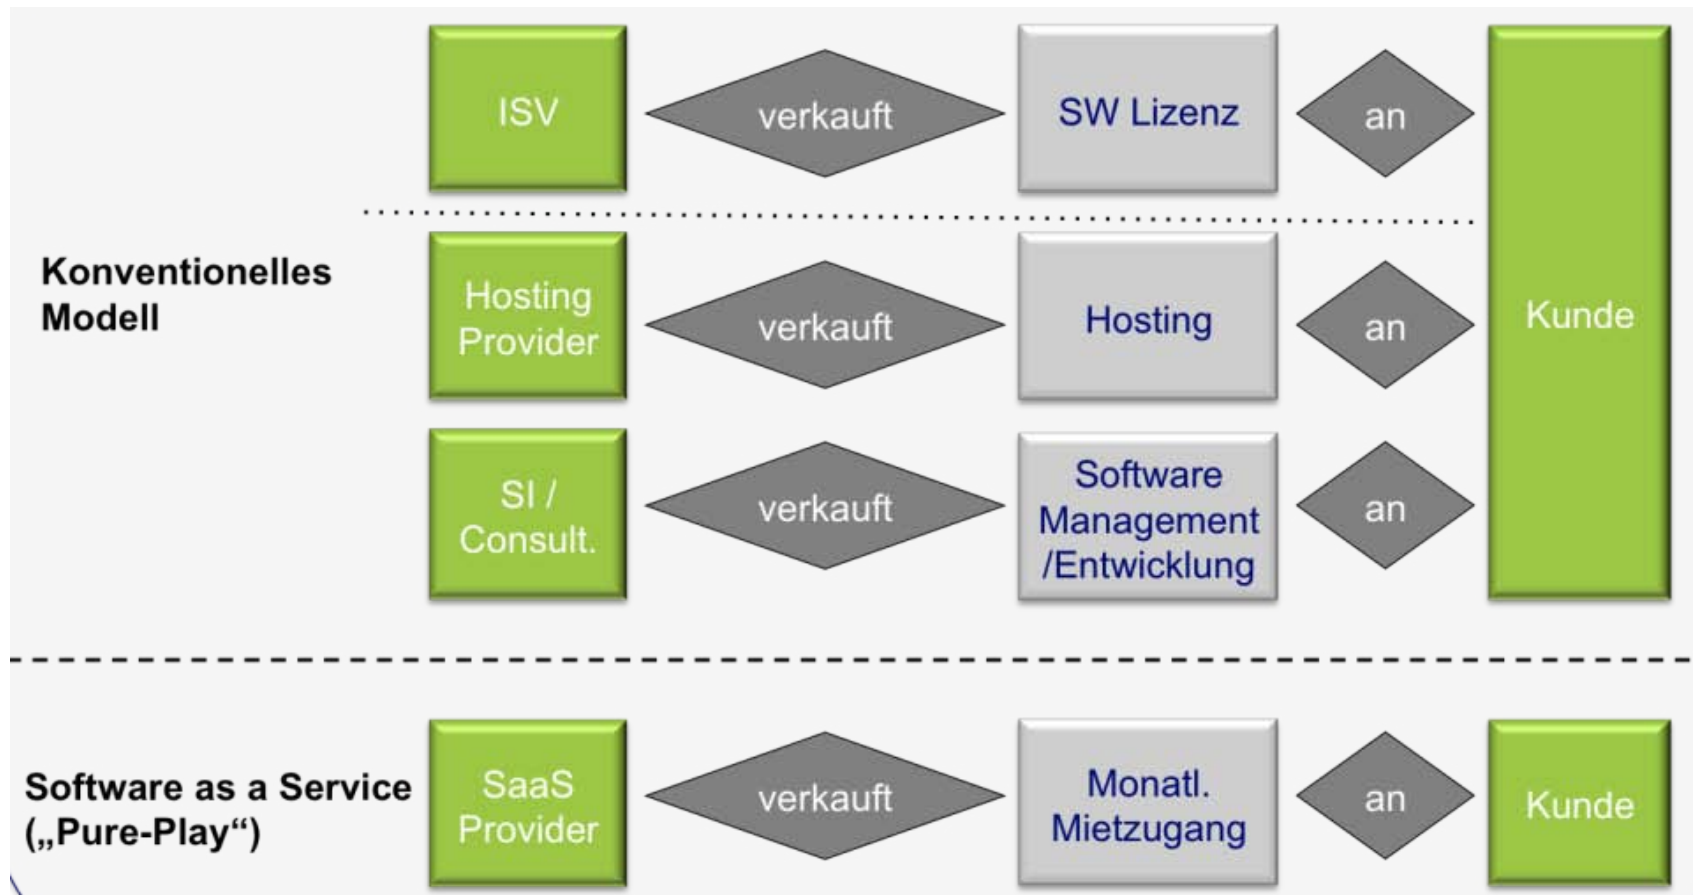 ISV
verkauft
SW Lizenz
an
Konventionelles
Modell
Hosting
Provider
verkauft
Hosting
an
Kunde
SI /
Consult.
verkauft
Software
Management
/Entwicklung
an
Software as a Service
(„Pure-Play“)
SaaS
Provider
verkauft
Monatl.
Mietzugang
an
Kunde